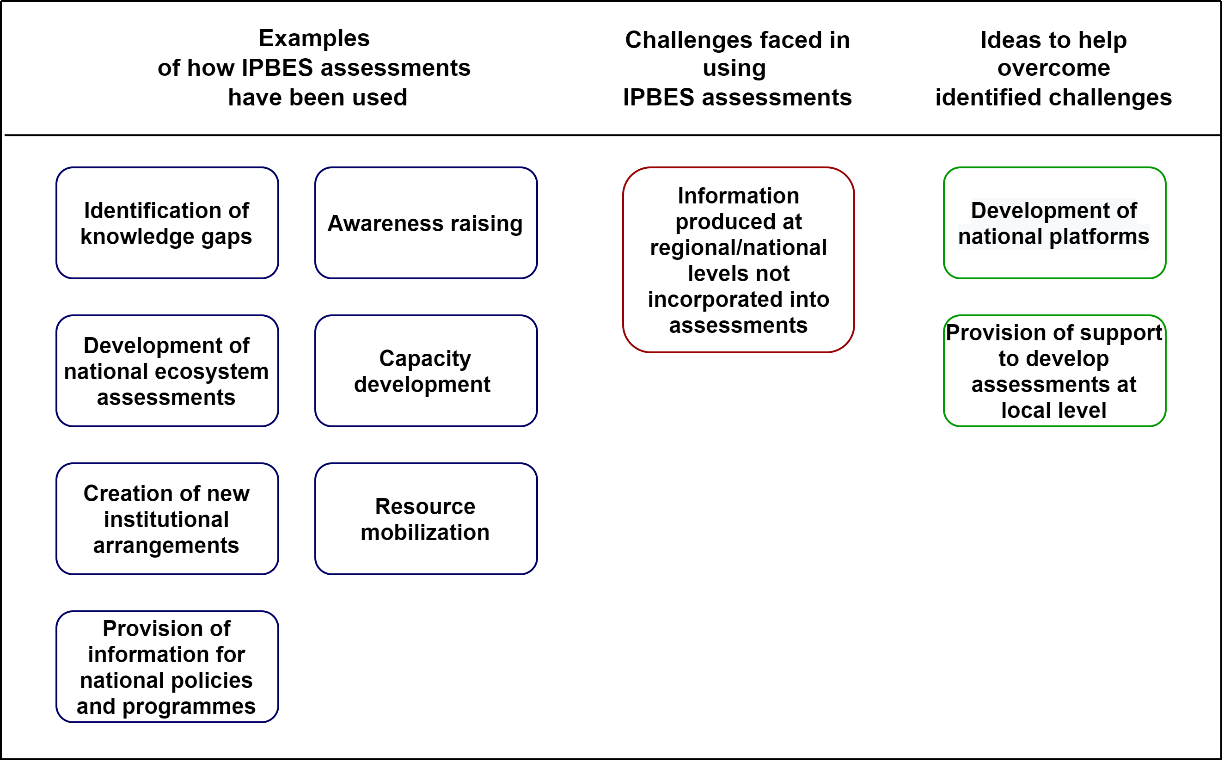 Examples
of how IPBES assessments
have been used
Challenges faced in
using
IPBES assessments
Ideas to help
overcome
identified challenges
Identification of
knowledge gaps
Awareness raising
Information
produced at
regional/national
levels not
incorporated into
assessments
Development of
national platforms
Development of
national ecosystem
assessments
Capacity
development
Provision of support
to develop
assessments at
local level
Creation of new
institutional
arrangements
Resource
mobilization
Provision of
information for
national policies
and programmes